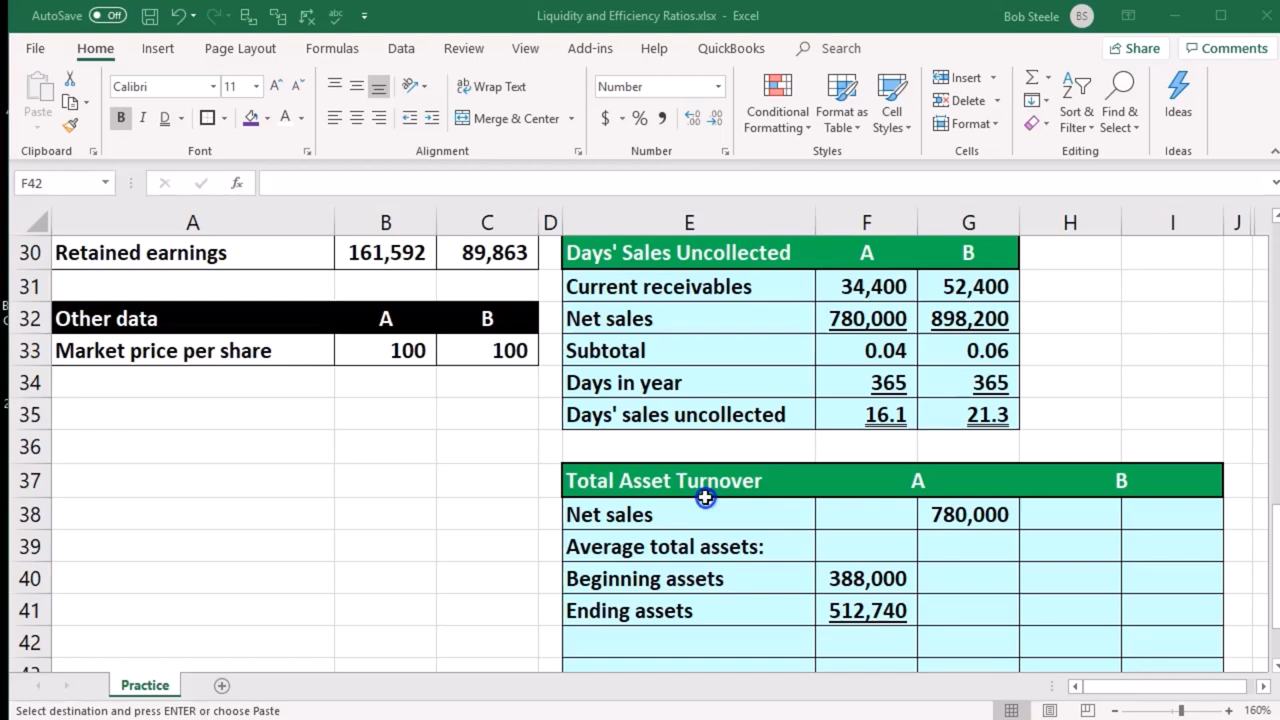 AutoSave Off Liquidity and Efficiency Ratios.xlsx - Excel Bob Steele BS
File Home Insert Page Layout Formulas Data Review View Add-ins Help QuickBooks Search Share Comments
Paste Calibri 11 A A Wrap Text Number Insert
B I D A Merge & Center $ % Conditional Formatting Format as Table Cell Styles Delete Format Sort & Filter Find & Select Ideas
Clipboard Font Alignment Number Styles Cells Editing Ideas
F42 fx
A B C D E F G H I J
30 Retained earnings 161,592 89,863 Days' Sales Uncollected A B
31 Current receivables 34,400 52,400
32 Other data A B Net sales 780,000 898,200
33 Market price per share 100 100 Subtotal 0.04 0.06
34 Days in year 365 365
35 Days' sales uncollected 16.1 21.3
36
37 Total Asset Turnover A B
38 Net sales 780,000
39 Average total assets:
40 Beginning assets 388,000
41 Ending assets 512,740
42
Practice
Select destination and press ENTER or choose Paste 160%